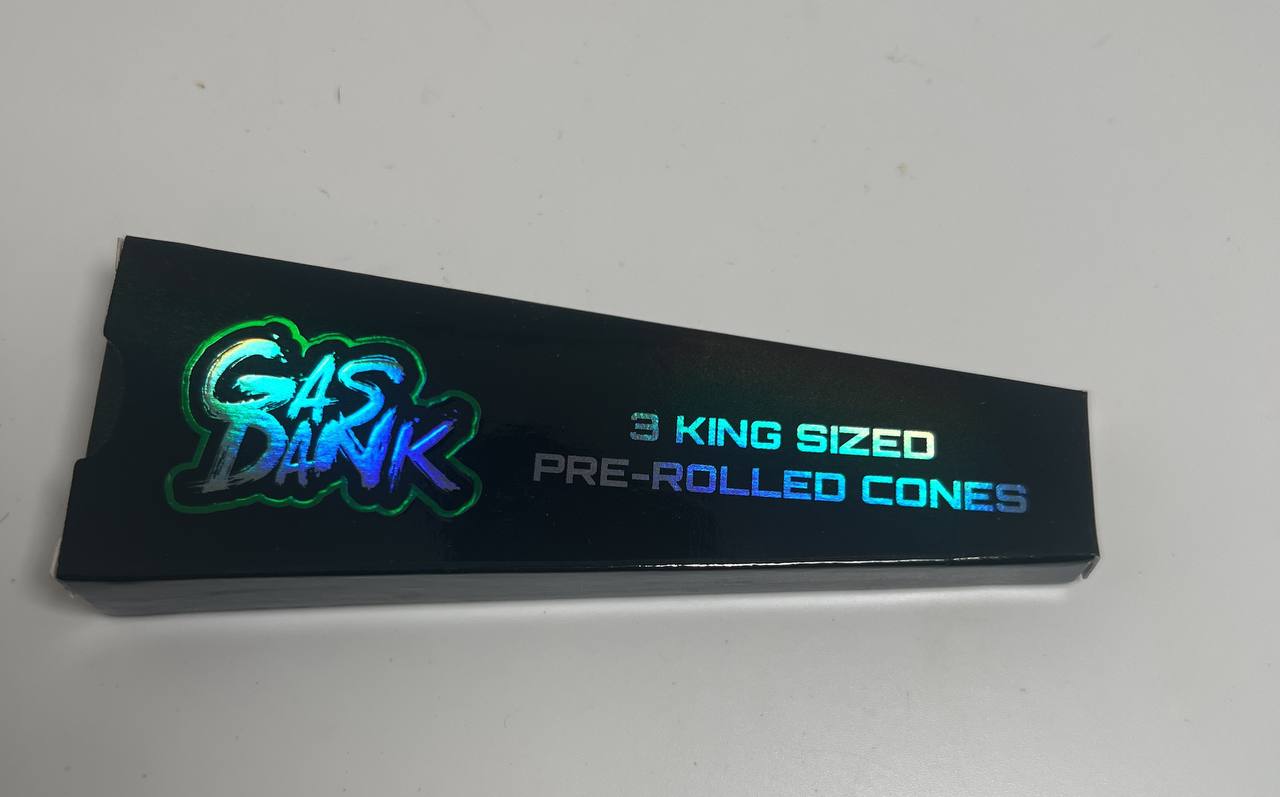 GAS
DANK
3 KING SIZED
PRE-ROLLED CONES